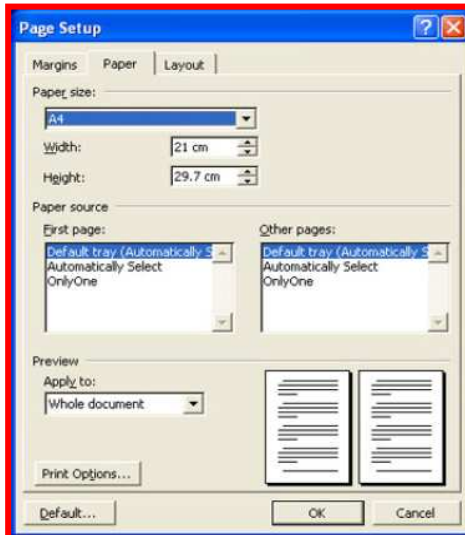 Page Setup
Margins Paper Layout
Paper size:
A4
Width: 21 cm
Height: 29.7 cm
Paper source
First page: Other pages:
Default tray (Automatically S Default tray (Automatically S
Automatically Select Automatically Select
OnlyOne OnlyOne
Preview
Apply to:
Whole document
Print Options...
Default... OK Cancel